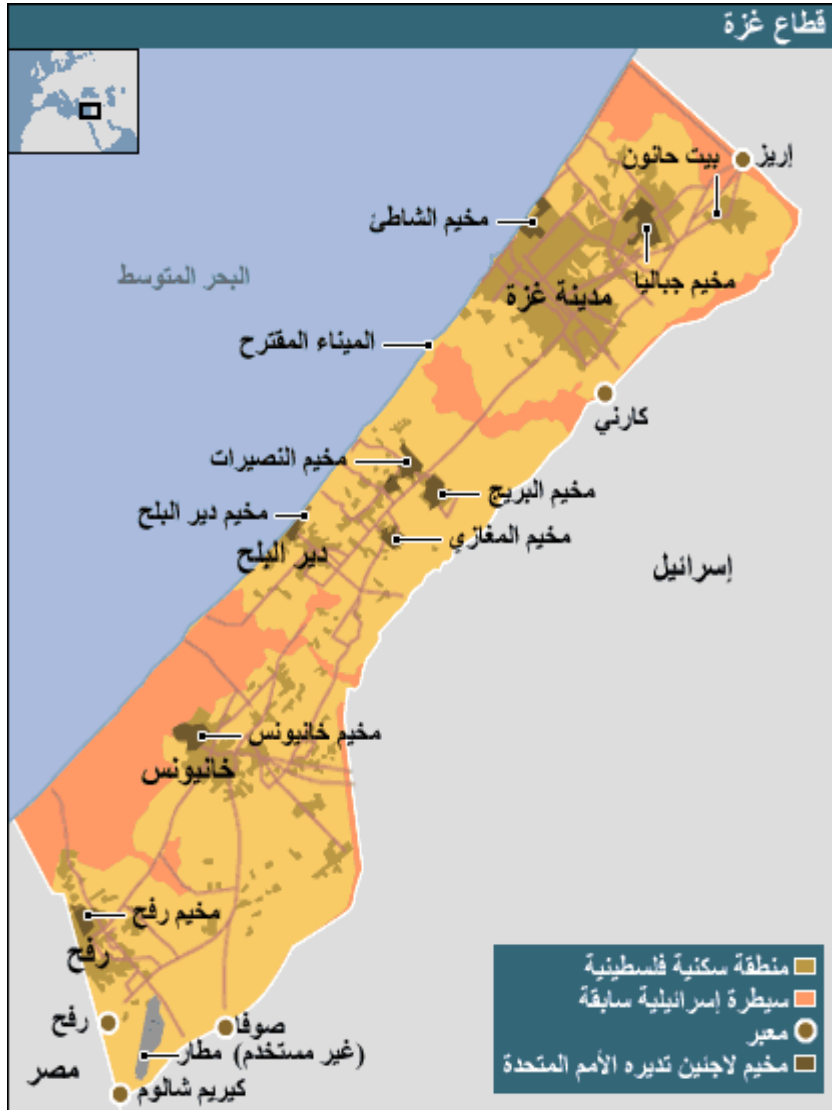 قطاع غزة
إريز
بيت حانون
مخيم الشاطئ
مخيم جباليا
البحر المتوسط
مدينة غزة
الميناء المقترح
كارني
مخيم النصيرات
مخيم البريج
مخيم دير البلح
مخيم المغازي
دير البلح
إسرائيل
مخيم خانيونس
خانيونس
مخيم رفح
رفح
رفح
صوفا
مطار (غير مستخدم)
مصر
كيريم شالوم
منطقة سكنية فلسطينية
سيطرة إسرائيلية سابقة
معبر
مخيم لاجئين تديره الأمم المتحدة